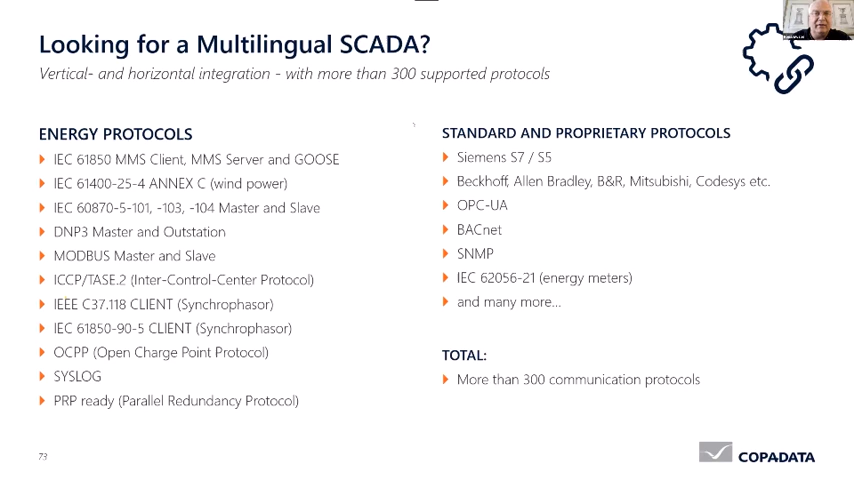 Looking for a Multilingual SCADA?
Vertical- and horizontal integration - with more than 300 supported protocols
ENERGY PROTOCOLS
IEC 61850 MMS Client, MMS Server and GOOSE
IEC 61400-25-4 ANNEX C (wind power)
IEC 60870-5-101, -103, -104 Master and Slave
DNP3 Master and Outstation
MODBUS Master and Slave
ICCP/TASE.2 (Inter-Control-Center Protocol)
IEEE C37.118 CLIENT (Synchrophasor)
IEC 61850-90-5 CLIENT (Synchrophasor)
OCPP (Open Charge Point Protocol)
SYSLOG
PRP ready (Parallel Redundancy Protocol)
STANDARD AND PROPRIETARY PROTOCOLS
Siemens S7 / S5
Beckhoff, Allen Bradley, B&R, Mitsubishi, Codesys etc.
OPC-UA
BACnet
SNMP
IEC 62056-21 (energy meters)
and many more...
TOTAL:
More than 300 communication protocols
73
COPADATA